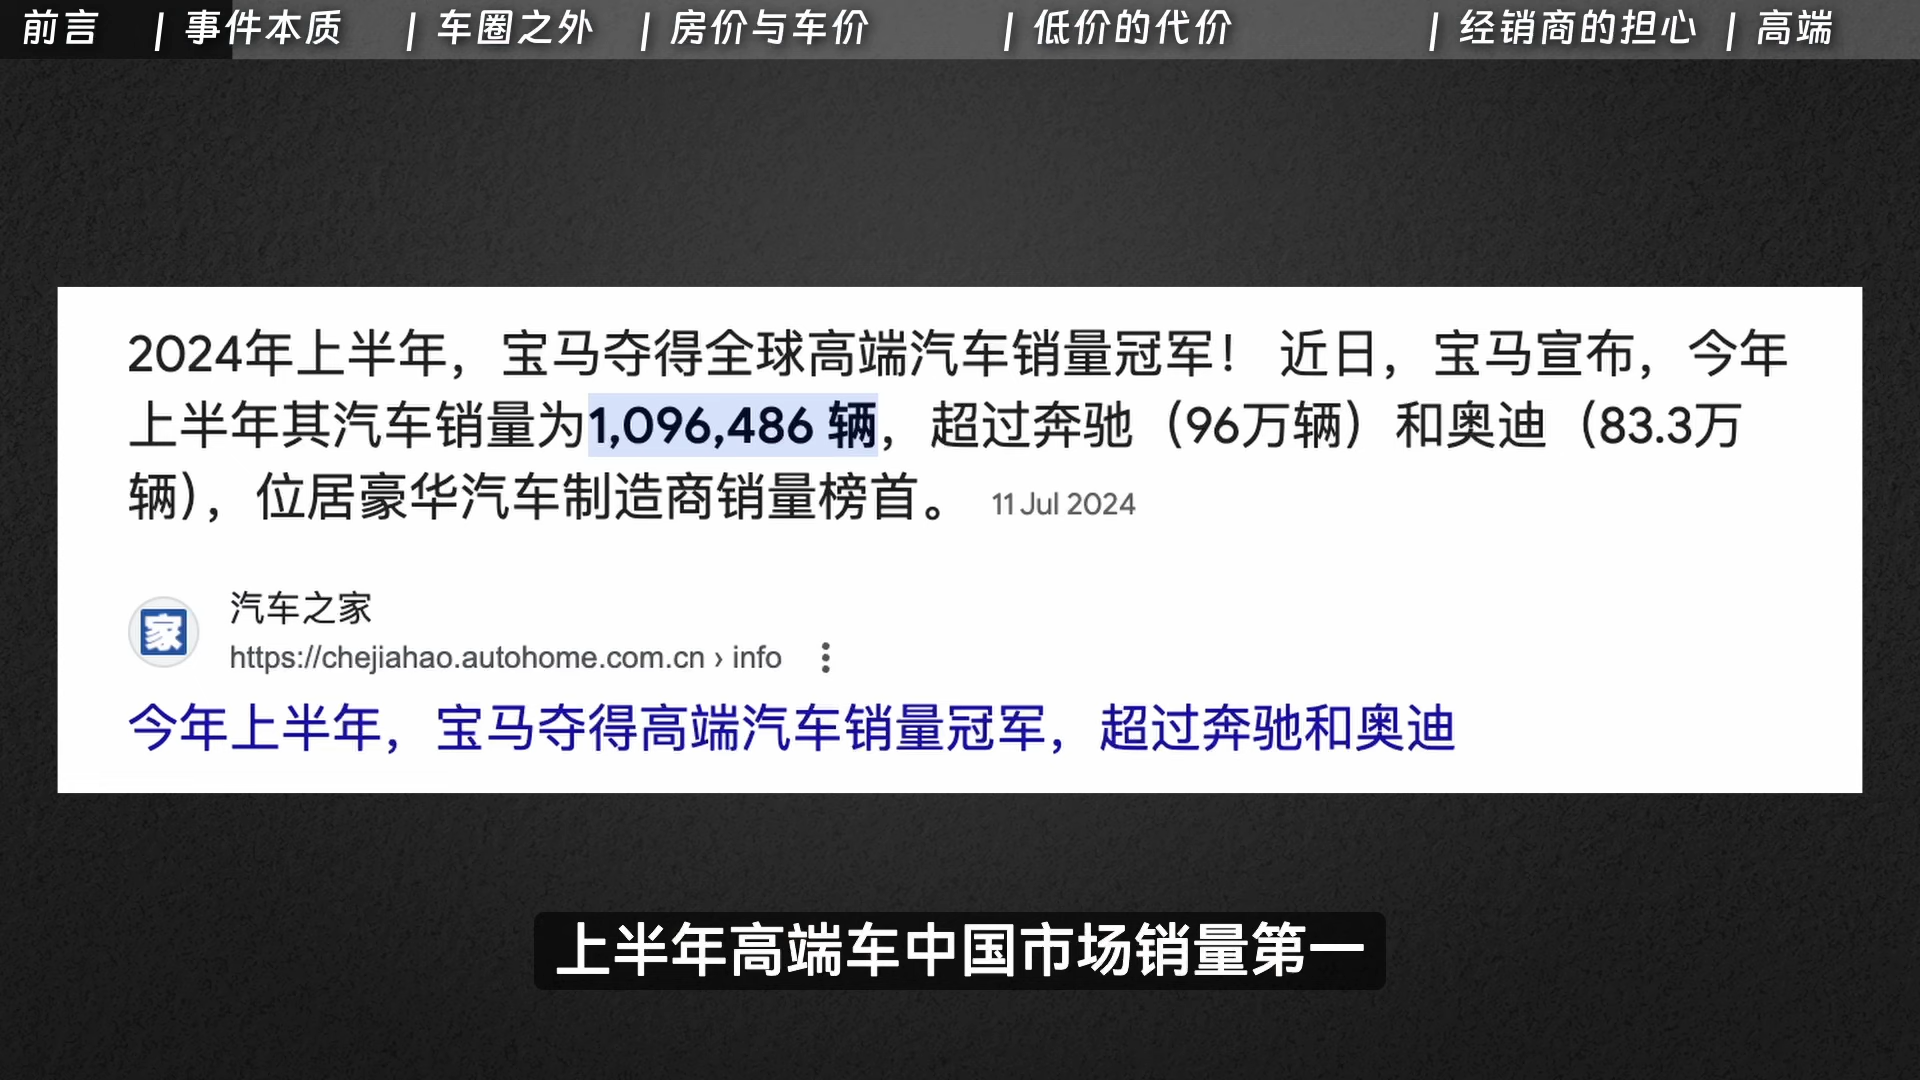 前言 | 事件本质 | 车圈之外 | 房价与车价 | 低价的代价 | 经销商的担心 | 高端
2024年上半年，宝马夺得全球高端汽车销量冠军！ 近日，宝马宣布，今年
上半年其汽车销量为1,096,486 辆，超过奔驰（96万辆）和奥迪（83.3万
辆），位居豪华汽车制造商销量榜首。 11 Jul 2024
家
汽车之家
https://chejiahao.autohome.com.cn › info
今年上半年，宝马夺得高端汽车销量冠军，超过奔驰和奥迪
上半年高端车中国市场销量第一